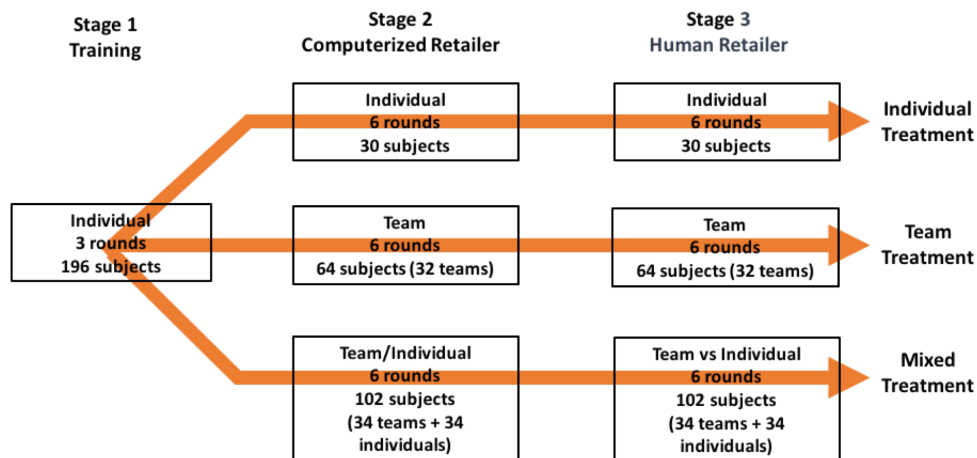 Stage 1
Training
Stage 2
Computerized Retailer
Stage 3
Human Retailer
Individual
6 rounds
30 subjects
Individual
6 rounds
30 subjects
Individual
Treatment
Individual
3 rounds
196 subjects
Team
6 rounds
64 subjects (32 teams)
Team
6 rounds
64 subjects (32 teams)
Team
Treatment
Team/Individual
6 rounds
102 subjects
(34 teams + 34
individuals)
Team vs Individual
6 rounds
102 subjects
(34 teams + 34
individuals)
Mixed
Treatment